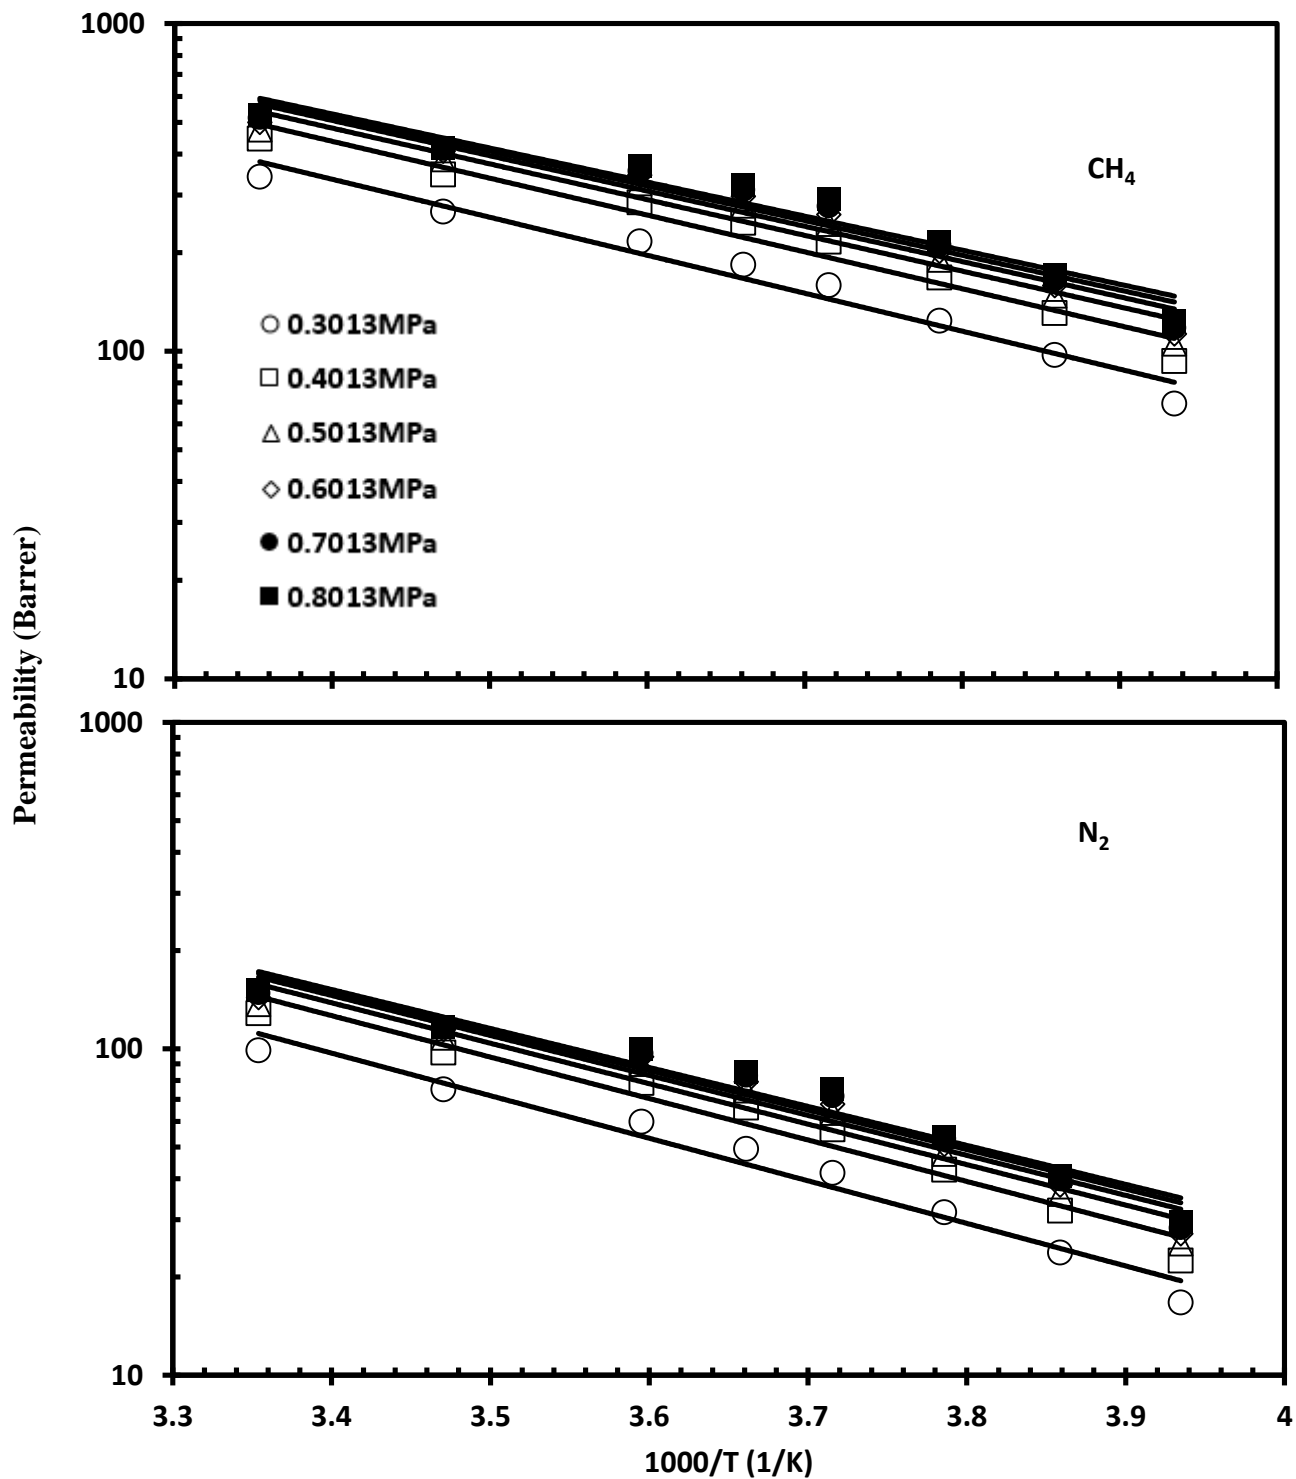 Permeability (Barrer)
1000
100
10
CH4
0.3013MPa
0.4013MPa
0.5013MPa
0.6013MPa
0.7013MPa
0.8013MPa
1000
100
10
N2
3.3 3.4 3.5 3.6 3.7 3.8 3.9 4
1000/T (1/K)